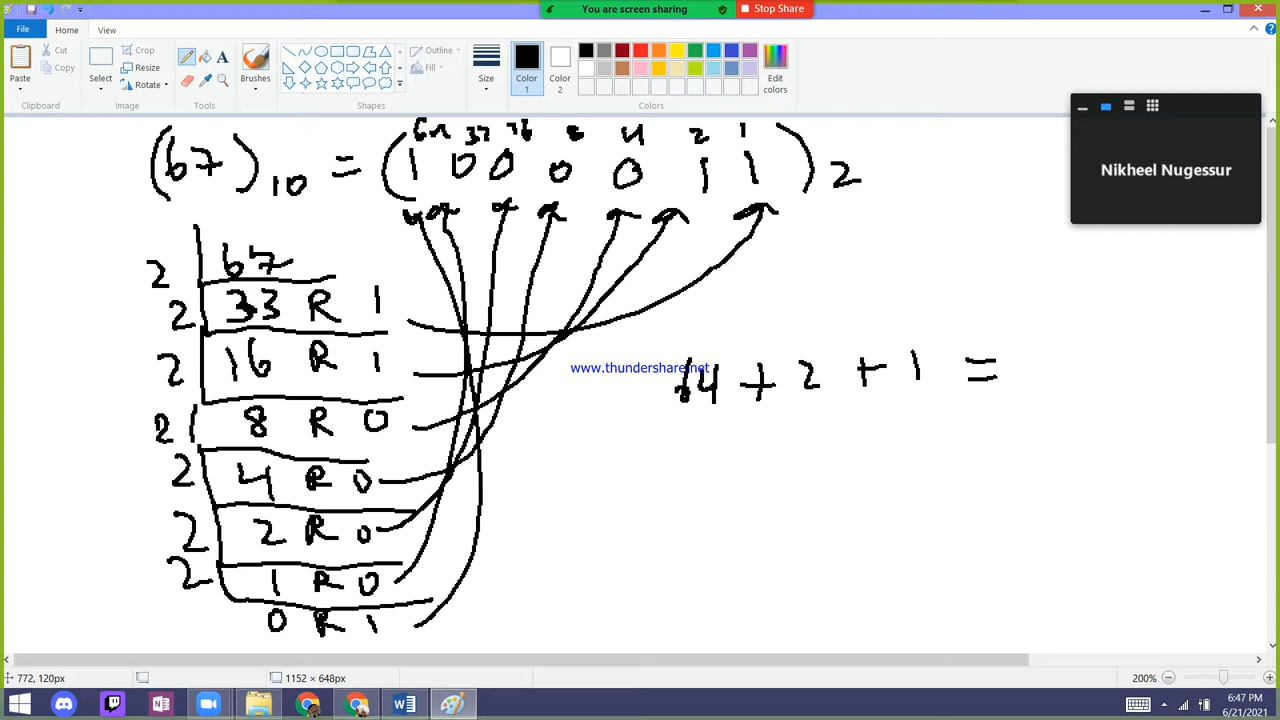 You are screen sharing Stop Share
File Home View
Paste Cut Copy Select Crop Resize Rotate A Brushes Outline Fill Size Color 1 Color 2 Edit colors
Clipboard Image Tools Shapes Colors
Nikheel Nugessur
32 16 8 4 2 1
(67)10 = (1 0 0 0 0 1 1)2
2 67
2 33 R 1
2 16 R 1
www.thundershare.net
4 + 2 + 1 =
2 8 R 0
2 4 R 0
2 2 R 0
2 1 R 0
0 R 1
772, 120px 1152 × 648px 200%
6:47 PM
6/21/2021